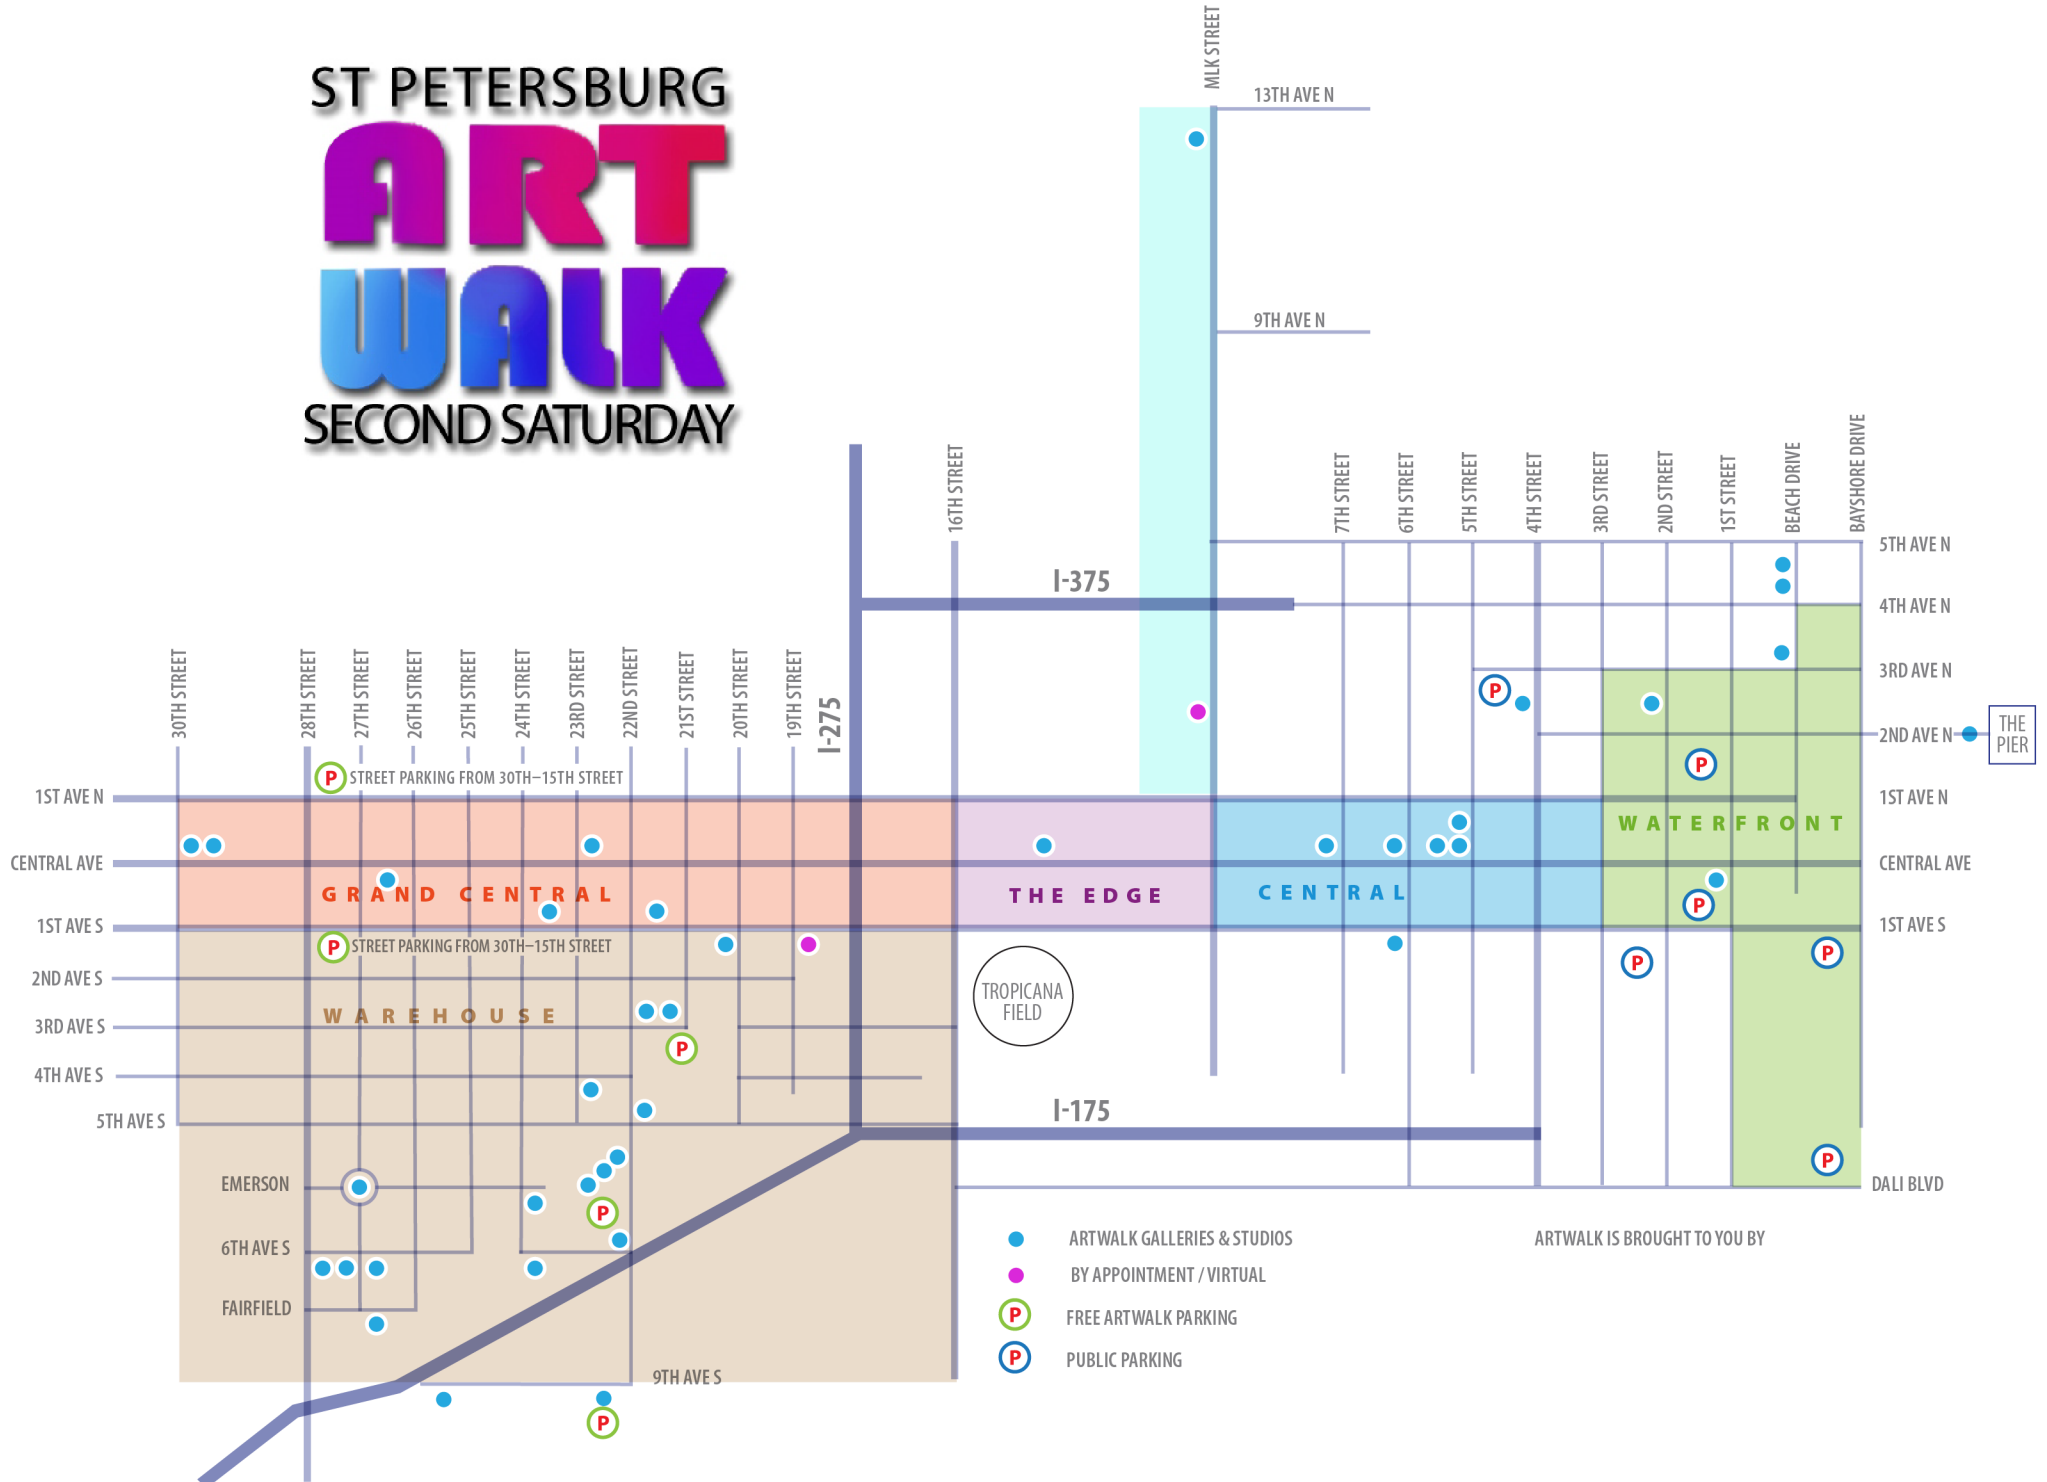 ST PETERSBURG
ART
WALK
SECOND SATURDAY
MLK STREET
13TH AVE N
9TH AVE N
16TH STREET
7TH STREET
6TH STREET
5TH STREET
4TH STREET
3RD STREET
2ND STREET
1ST STREET
BEACH DRIVE
BAYSHORE DRIVE
5TH AVE N
I-375
4TH AVE N
3RD AVE N
P
2ND AVE N
THE
PIER
P
30TH STREET
28TH STREET
27TH STREET
26TH STREET
25TH STREET
24TH STREET
23RD STREET
22ND STREET
21ST STREET
20TH STREET
19TH STREET
I-275
P STREET PARKING FROM 30TH–15TH STREET
1ST AVE N
1ST AVE N
WATERFRONT
CENTRAL AVE
CENTRAL AVE
GRAND CENTRAL
THE EDGE
CENTRAL
P
1ST AVE S
1ST AVE S
P STREET PARKING FROM 30TH–15TH STREET
P
P
2ND AVE S
TROPICANA
FIELD
WAREHOUSE
3RD AVE S
P
4TH AVE S
5TH AVE S
I-175
P
EMERSON
DALI BLVD
P
6TH AVE S
FAIRFIELD
9TH AVE S
P
ARTWALK GALLERIES & STUDIOS
BY APPOINTMENT / VIRTUAL
P FREE ARTWALK PARKING
P PUBLIC PARKING
ARTWALK IS BROUGHT TO YOU BY